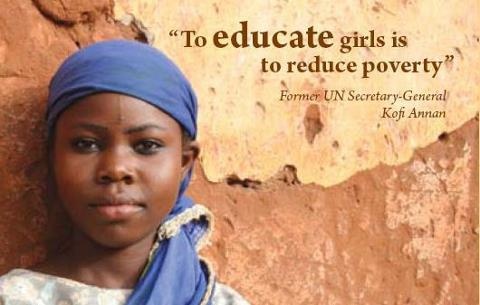 “To educate girls is
to reduce poverty”
Former UN Secretary-General
Kofi Annan